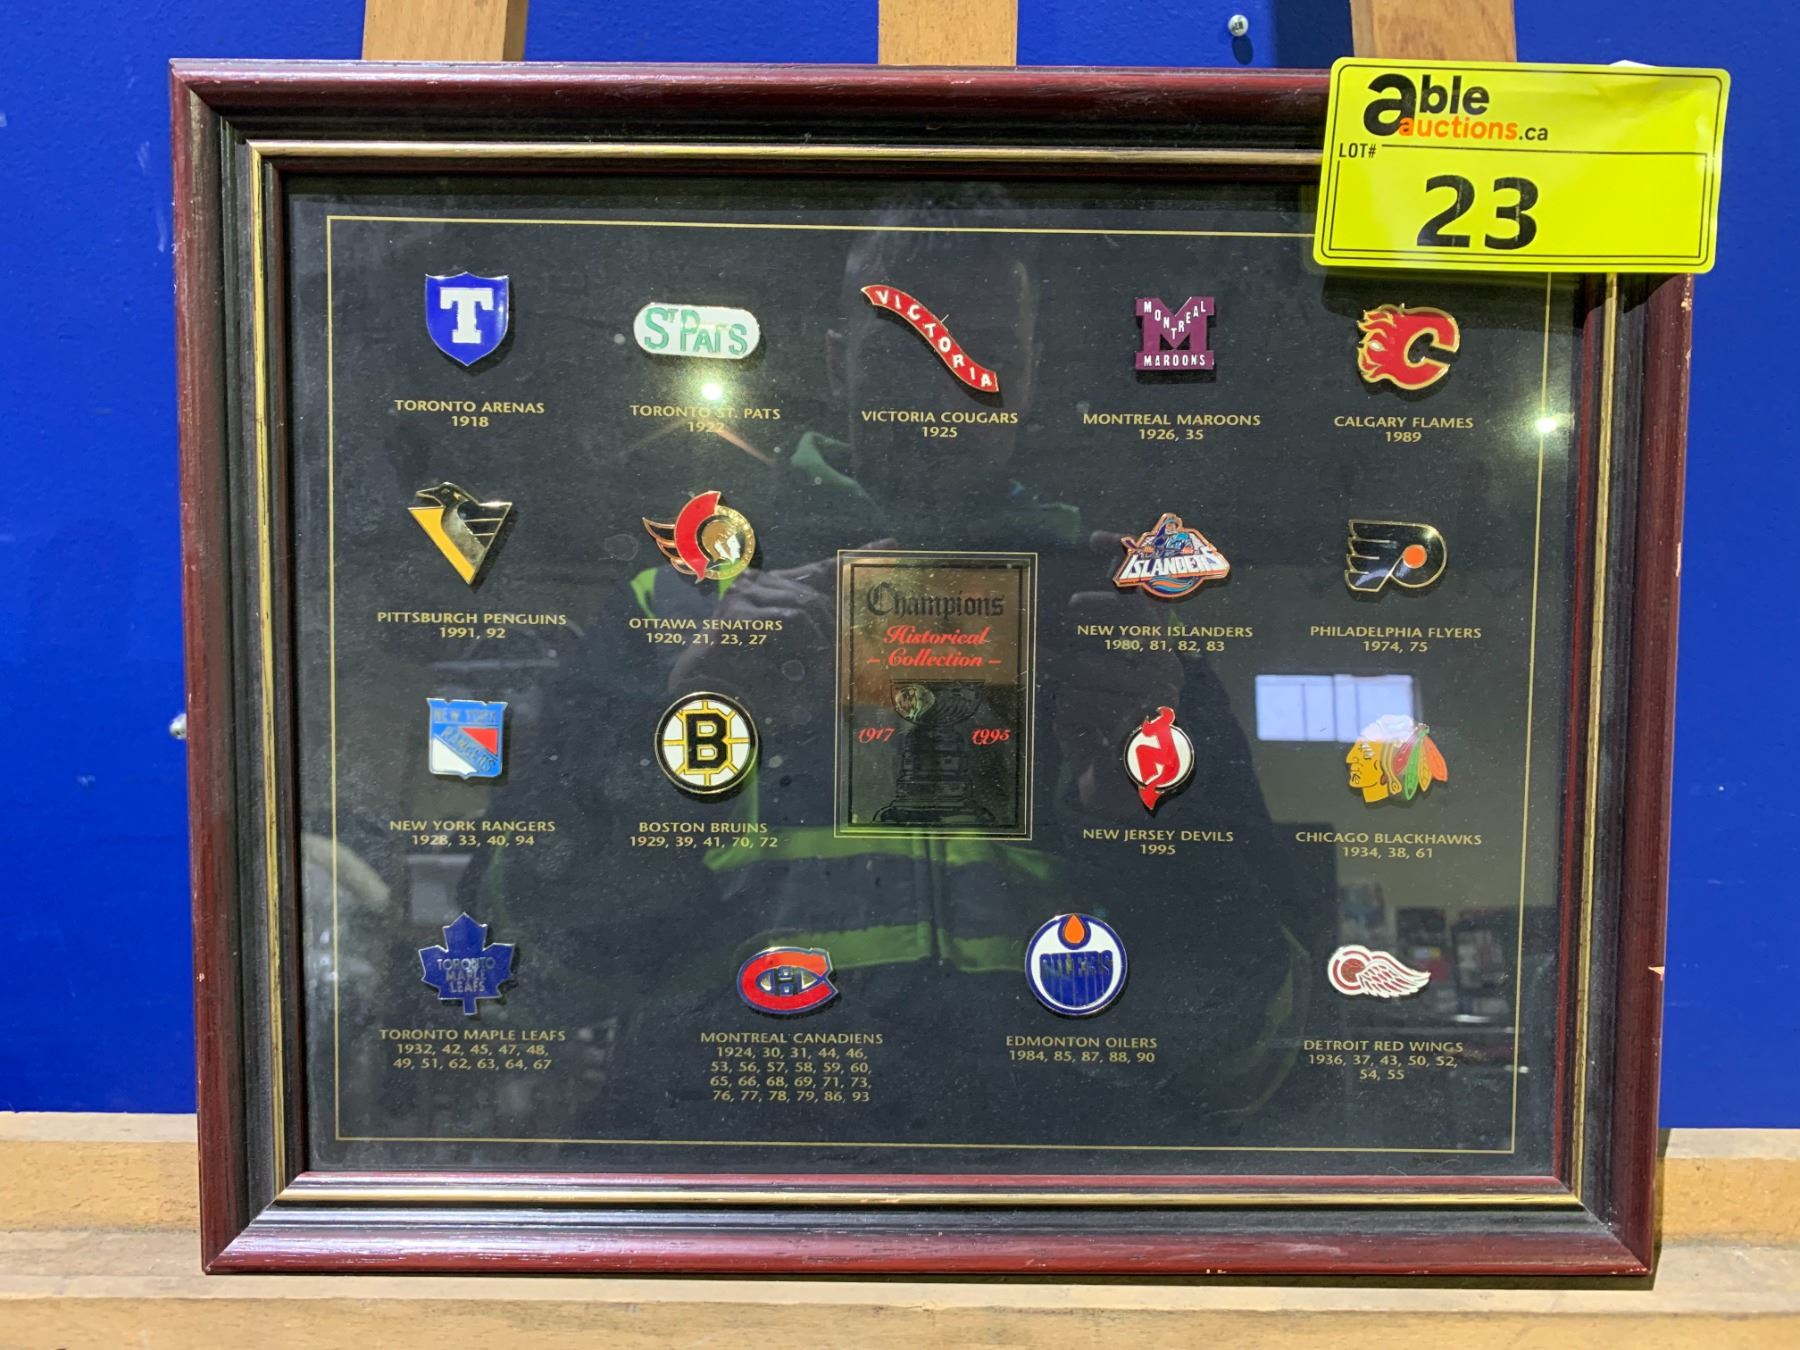 able
auctions.ca
LOT#
23
T
ST PATS
VICTORIA
MONTREAL
M
MAROONS
C
TORONTO ARENAS
1918
TORONTO ST. PATS
1922
VICTORIA COUGARS
1925
MONTREAL MAROONS
1926, 35
CALGARY FLAMES
1989
ISLANDERS
PITTSBURGH PENGUINS
1991, 92
OTTAWA SENATORS
1920, 21, 23, 27
Champions
Historical
– Collection –
1917 1995
NEW YORK ISLANDERS
1980, 81, 82, 83
PHILADELPHIA FLYERS
1974, 75
NEW YORK
RANGERS
B
NEW YORK RANGERS
1928, 33, 40, 94
BOSTON BRUINS
1929, 39, 41, 70, 72
NEW JERSEY DEVILS
1995
CHICAGO BLACKHAWKS
1934, 38, 61
TORONTO
MAPLE
LEAFS
CH
OILERS
TORONTO MAPLE LEAFS
1932, 42, 45, 47, 48,
49, 51, 62, 63, 64, 67
MONTREAL CANADIENS
1924, 30, 31, 44, 46,
53, 56, 57, 58, 59, 60,
65, 66, 68, 69, 71, 73,
76, 77, 78, 79, 86, 93
EDMONTON OILERS
1984, 85, 87, 88, 90
DETROIT RED WINGS
1936, 37, 43, 50, 52,
54, 55